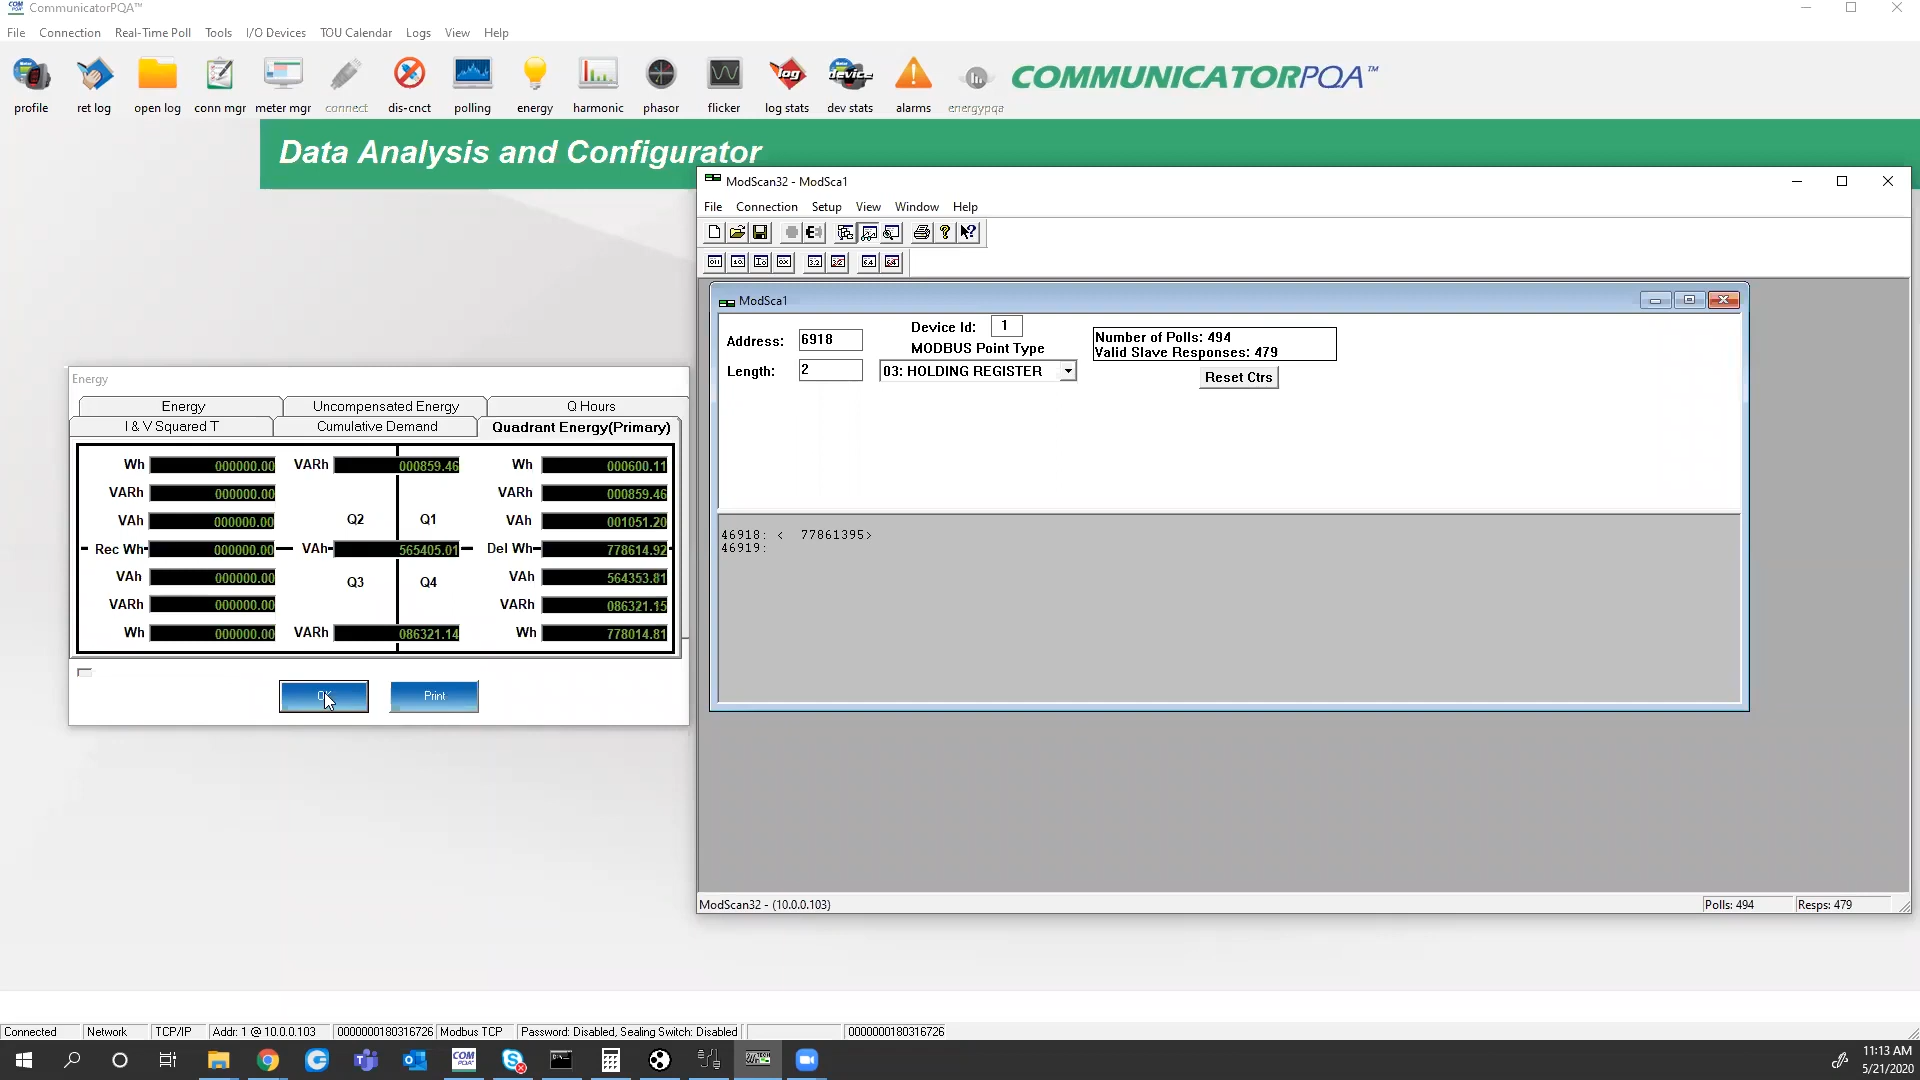 CommunicatorPQA™
File Connection Real-Time Poll Tools I/O Devices TOU Calendar Logs View Help
profile ret log open log conn mgr meter mgr connect dis-cnct polling energy harmonic phasor flicker log stats dev stats alarms energypqa
COMMUNICATORPQA™
Data Analysis and Configurator
ModScan32 - ModSca1
File Connection Setup View Window Help
ModSca1
Address: 6918
Device Id: 1
MODBUS Point Type
Length: 2
03: HOLDING REGISTER
Number of Polls: 494
Valid Slave Responses: 479
Reset Ctrs
46918: < 77861395>
46919:
ModScan32 - (10.0.0.103)
Polls: 494
Resps: 479
Energy
Energy Uncompensated Energy Q Hours
I & V Squared T Cumulative Demand Quadrant Energy(Primary)
Wh 000000.00 VARh 000859.46 Wh 000600.11
VARh 000000.00 VARh 000859.46
VAh 000000.00 Q2 Q1 VAh 001051.20
Rec Wh 000000.00 VAh 565405.01 Del Wh 778614.92
VAh 000000.00 Q3 Q4 VAh 564353.81
VARh 000000.00 VARh 086321.15
Wh 000000.00 VARh 086321.14 Wh 778014.81
OK Print
Connected Network TCP/IP Addr: 1 @ 10.0.0.103 0000000180316726 Modbus TCP Password: Disabled, Sealing Switch: Disabled 0000000180316726
11:13 AM
5/21/2020